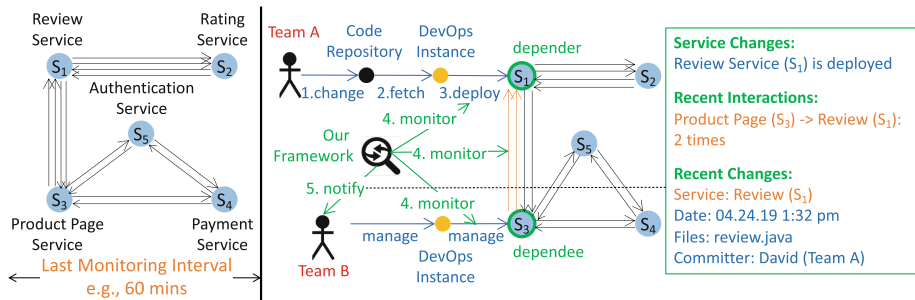 Review
Service
Rating
Service
S1
S2
Authentication
Service
S5
S3
S4
Product Page
Service
Payment
Service
Last Monitoring Interval
e.g., 60 mins
Team A
Code
Repository
DevOps
Instance
depender
1.change
2.fetch
3.deploy
S1
S2
4. monitor
Our
Framework
4. monitor
S5
5. notify
4. monitor
S3
S4
manage
manage
Team B
DevOps
Instance
dependee
Service Changes:
Review Service (S1) is deployed
Recent Interactions:
Product Page (S3) -> Review (S1):
2 times
Recent Changes:
Service: Review (S1)
Date: 04.24.19 1:32 pm
Files: review.java
Committer: David (Team A)